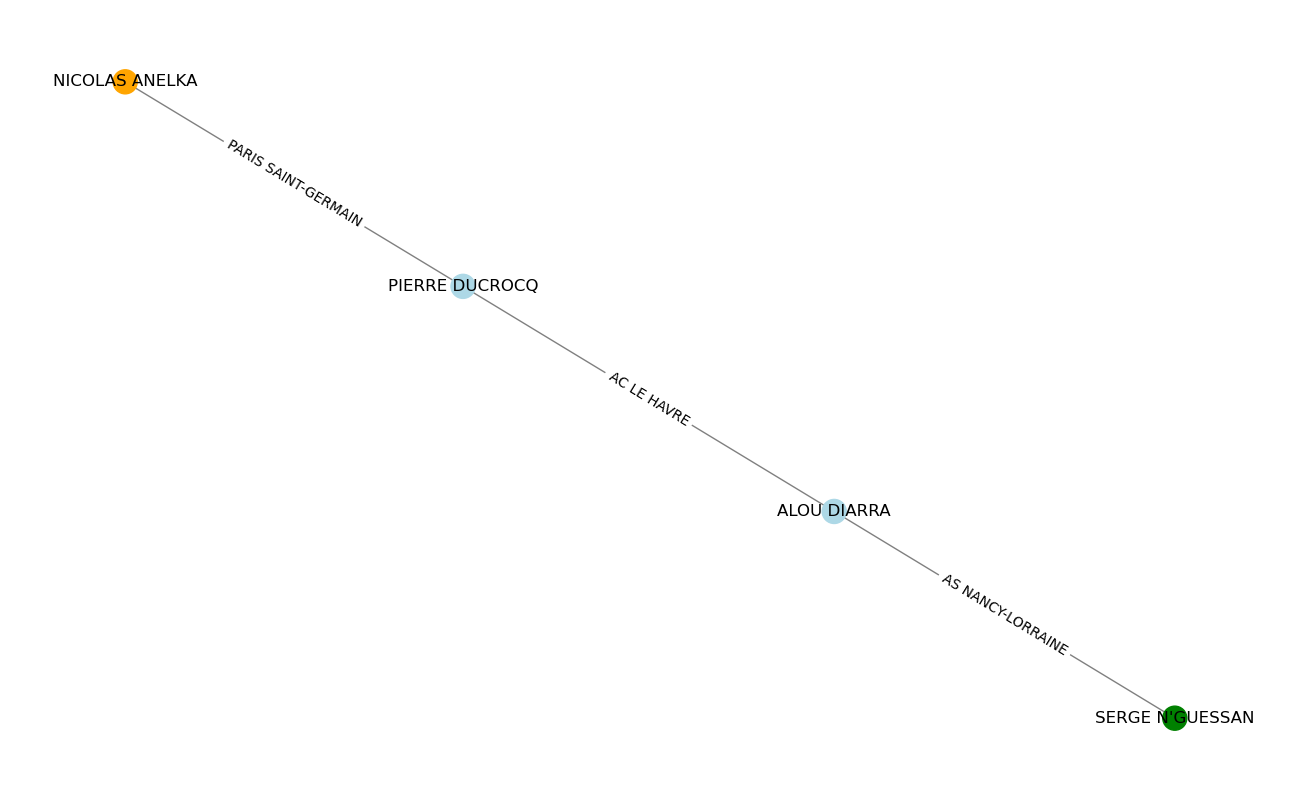 NICOLAS ANELKA
PARIS SAINT-GERMAIN
PIERRE DUCROCQ
AC LE HAVRE
ALOU DIARRA
AS NANCY-LORRAINE
SERGE N'GUESSAN